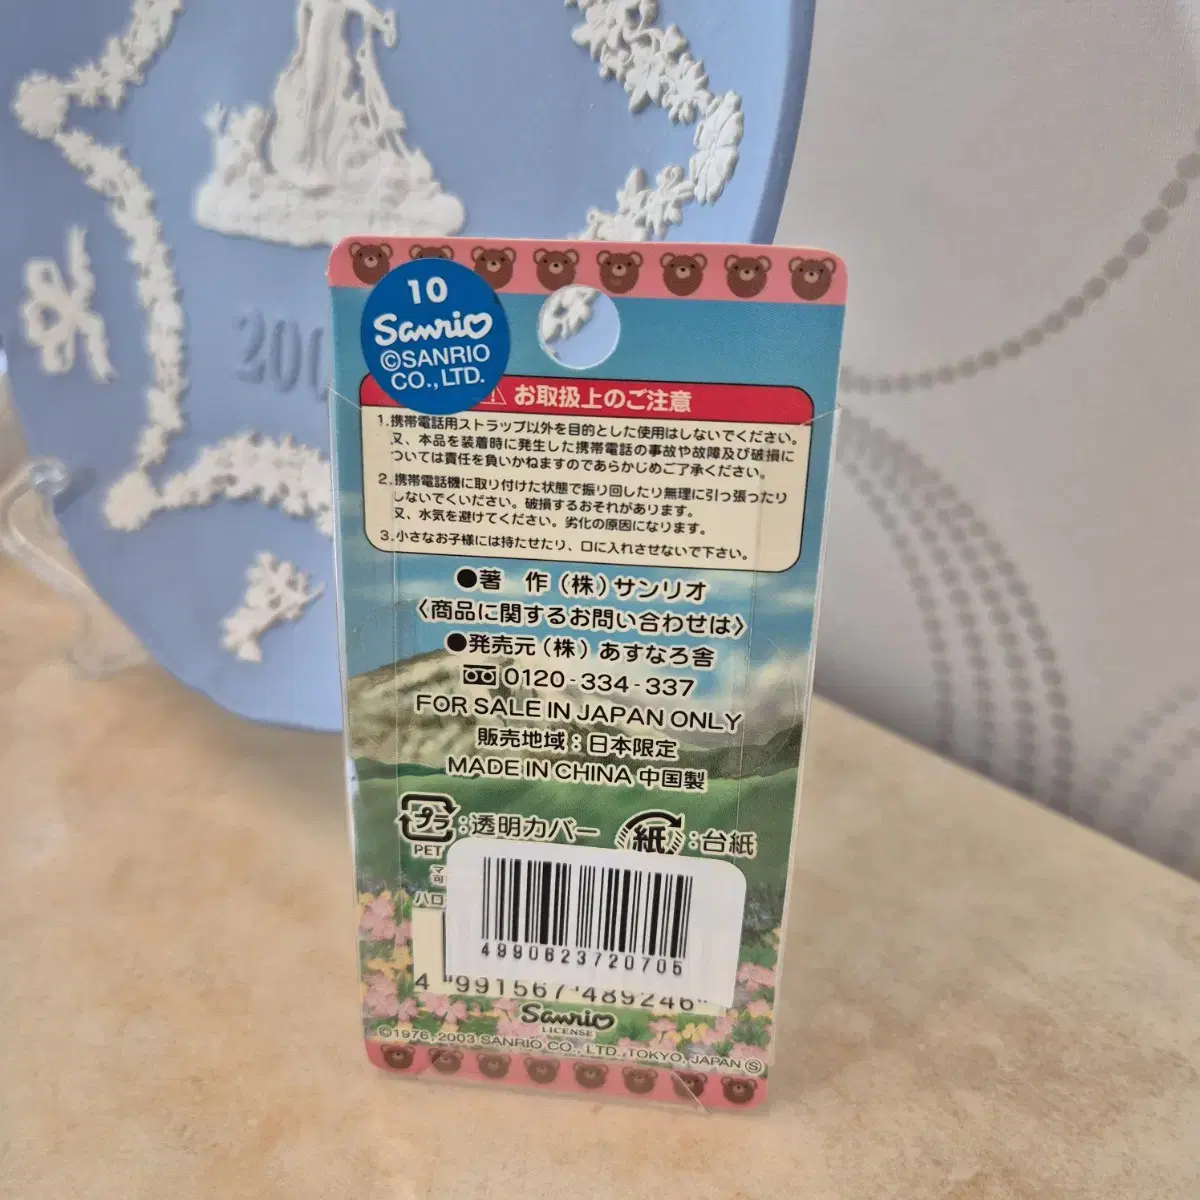 200
10
Sanrio
©SANRIO
CO., LTD.
お取扱上のご注意
1.携帯電話用ストラップ以外を目的とした使用はしないでください。
又、本品を装着時に発生した携帯電話の事故や故障及び破損に
ついては責任を負いかねますのであらかじめご了承ください。
2.携帯電話機に取り付けた状態で振り回したり無理に引っ張ったり
しないでくいださい。破損するおそれがあります。
又、水気を避けてください。劣化の原因になります。
3.小さなお子様には持たせたり、口に入れさせないで下さい。
●著 作(株)サンリオ
〈商品に関するお問い合わせは〉
●発売元(株)あすなろ舎
0120-334-337
FOR SALE IN JAPAN ONLY
販売地域:日本限定
MADE IN CHINA 中国製
プラ:透明カバー 紙:台紙
PET
ハロ
4990623720705
4 991567 489246
Sanrio
LICENSE
©1976, 2003 SANRIO CO., LTD., TOKYO, JAPAN Ⓢ